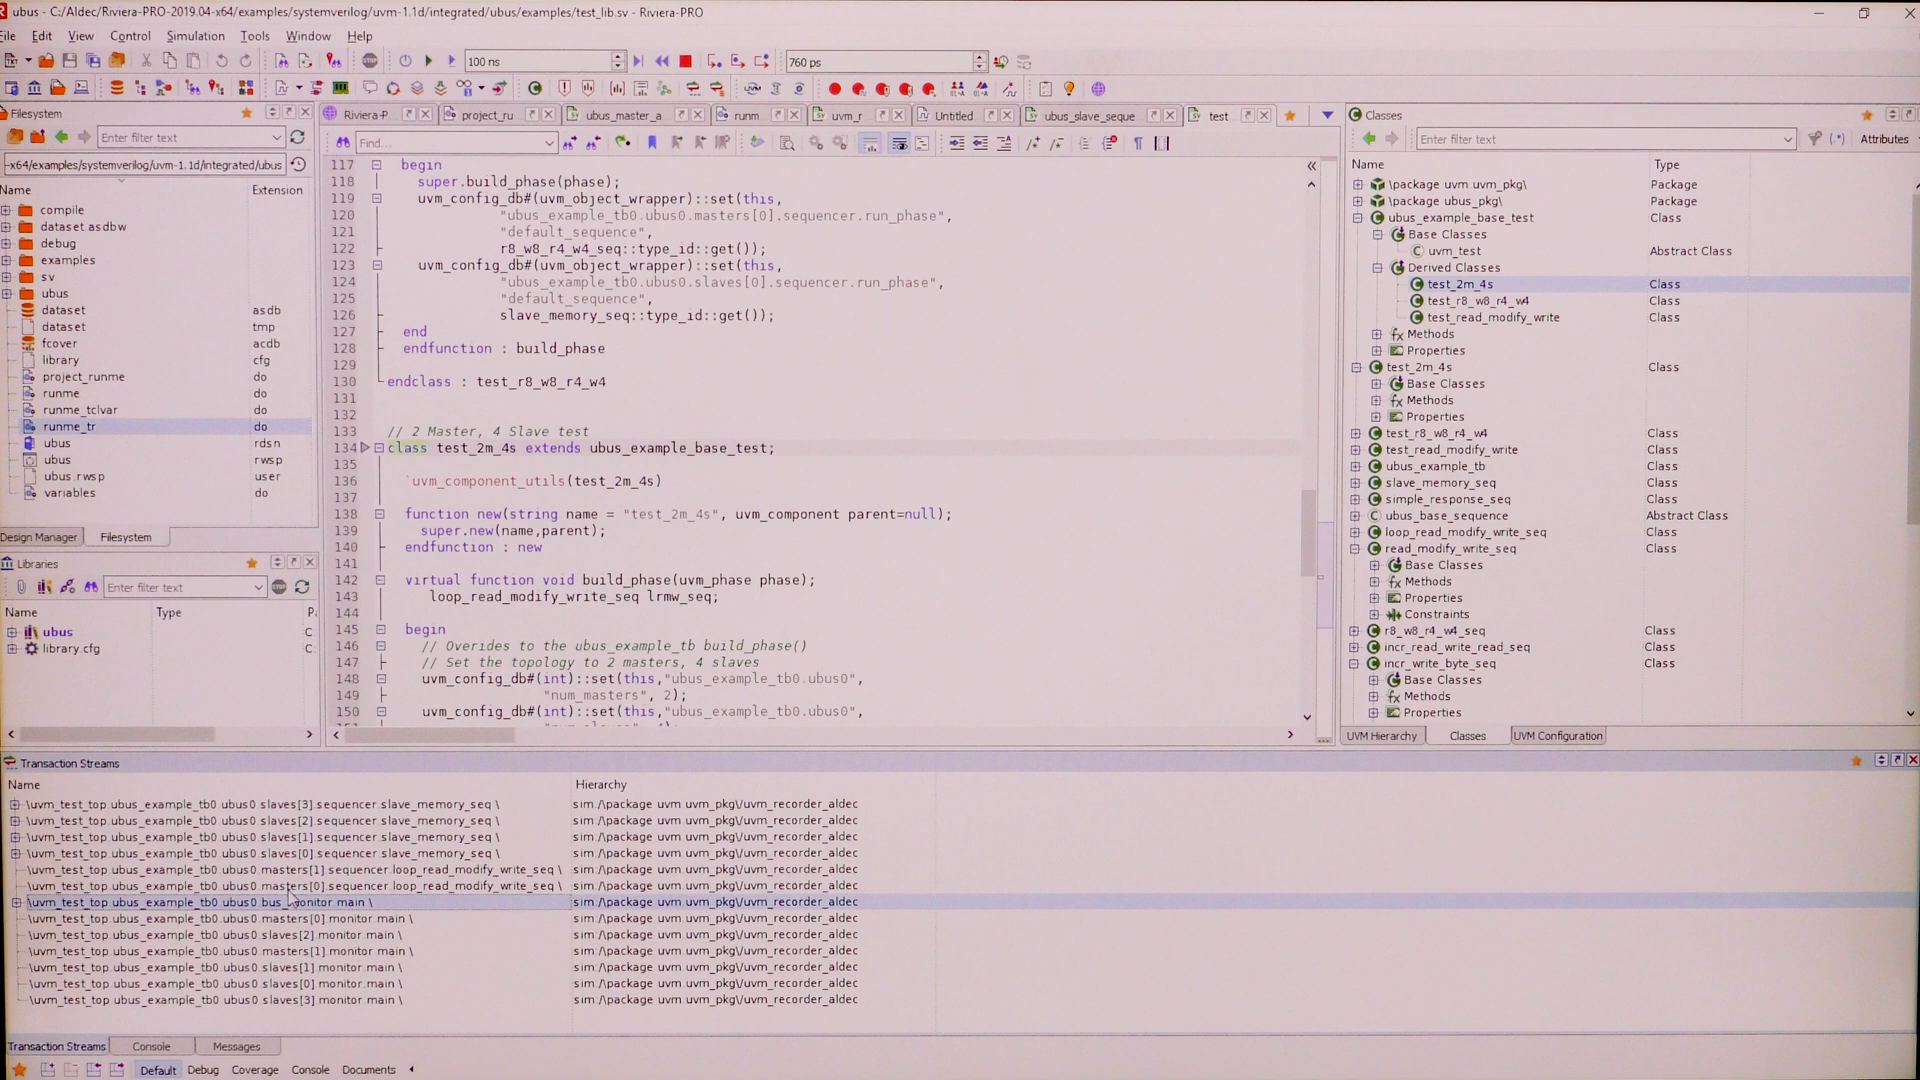 ubus - C:/Aldec/Riviera-PRO-2019.04-x64/examples/systemverilog/uvm-1.1d/integrated/ubus/examples/test_lib.sv - Riviera-PRO
File Edit View Control Simulation Tools Window Help
100 ns
760 ps
Filesystem
Enter filter text
-x64/examples/systemverilog/uvm-1.1d/integrated/ubus
Name Extension
compile
dataset.asdbw
debug
examples
sv
ubus
dataset asdb
dataset tmp
fcover acdb
library cfg
project_runme do
runme do
runme_tclvar do
runme_tr do
ubus rdsn
ubus rwsp
ubus.rwsp user
variables do
Design Manager Filesystem
Libraries
Enter filter text
Name Type
ubus C
library.cfg C
Riviera-P project_ru ubus_master_a runm uvm_r Untitled ubus_slave_seque test
Find...
117 begin
118 super.build_phase(phase);
119 uvm_config_db#(uvm_object_wrapper)::set(this,
120 "ubus_example_tb0.ubus0.masters[0].sequencer.run_phase",
121 "default_sequence",
122 r8_w8_r4_w4_seq::type_id::get());
123 uvm_config_db#(uvm_object_wrapper)::set(this,
124 "ubus_example_tb0.ubus0.slaves[0].sequencer.run_phase",
125 "default_sequence",
126 slave_memory_seq::type_id::get());
127 end
128 endfunction : build_phase
129
130 endclass : test_r8_w8_r4_w4
131
132
133 // 2 Master, 4 Slave test
134 class test_2m_4s extends ubus_example_base_test;
135
136 `uvm_component_utils(test_2m_4s)
137
138 function new(string name = "test_2m_4s", uvm_component parent=null);
139 super.new(name,parent);
140 endfunction : new
141
142 virtual function void build_phase(uvm_phase phase);
143 loop_read_modify_write_seq lrmw_seq;
144
145 begin
146 // Overides to the ubus_example_tb build_phase()
147 // Set the topology to 2 masters, 4 slaves
148 uvm_config_db#(int)::set(this,"ubus_example_tb0.ubus0",
149 "num_masters", 2);
150 uvm_config_db#(int)::set(this,"ubus_example_tb0.ubus0",
Classes
Enter filter text
Attributes
Name Type
\package uvm uvm_pkg\ Package
\package ubus_pkg\ Package
ubus_example_base_test Class
Base Classes
uvm_test Abstract Class
Derived Classes
test_2m_4s Class
test_r8_w8_r4_w4 Class
test_read_modify_write Class
fx Methods
Properties
test_2m_4s Class
Base Classes
fx Methods
Properties
test_r8_w8_r4_w4 Class
test_read_modify_write Class
ubus_example_tb Class
slave_memory_seq Class
simple_response_seq Class
ubus_base_sequence Abstract Class
loop_read_modify_write_seq Class
read_modify_write_seq Class
Base Classes
fx Methods
Properties
Constraints
r8_w8_r4_w4_seq Class
incr_read_write_read_seq Class
incr_write_byte_seq Class
Base Classes
fx Methods
Properties
UVM Hierarchy Classes UVM Configuration
Transaction Streams
Name Hierarchy
\uvm_test_top.ubus_example_tb0.ubus0.slaves[3].sequencer.slave_memory_seq \ sim:/\package uvm.uvm_pkg\/uvm_recorder_aldec
\uvm_test_top.ubus_example_tb0.ubus0.slaves[2].sequencer.slave_memory_seq \ sim:/\package uvm.uvm_pkg\/uvm_recorder_aldec
\uvm_test_top.ubus_example_tb0.ubus0.slaves[1].sequencer.slave_memory_seq \ sim:/\package uvm.uvm_pkg\/uvm_recorder_aldec
\uvm_test_top.ubus_example_tb0.ubus0.slaves[0].sequencer.slave_memory_seq \ sim:/\package uvm.uvm_pkg\/uvm_recorder_aldec
\uvm_test_top.ubus_example_tb0.ubus0.masters[1].sequencer.loop_read_modify_write_seq \ sim:/\package uvm.uvm_pkg\/uvm_recorder_aldec
\uvm_test_top.ubus_example_tb0.ubus0.masters[0].sequencer.loop_read_modify_write_seq \ sim:/\package uvm.uvm_pkg\/uvm_recorder_aldec
\uvm_test_top.ubus_example_tb0.ubus0.bus_monitor.main \ sim:/\package uvm.uvm_pkg\/uvm_recorder_aldec
\uvm_test_top.ubus_example_tb0.ubus0.masters[0].monitor.main \ sim:/\package uvm.uvm_pkg\/uvm_recorder_aldec
\uvm_test_top.ubus_example_tb0.ubus0.slaves[2].monitor.main \ sim:/\package uvm.uvm_pkg\/uvm_recorder_aldec
\uvm_test_top.ubus_example_tb0.ubus0.masters[1].monitor.main \ sim:/\package uvm.uvm_pkg\/uvm_recorder_aldec
\uvm_test_top.ubus_example_tb0.ubus0.slaves[1].monitor.main \ sim:/\package uvm.uvm_pkg\/uvm_recorder_aldec
\uvm_test_top.ubus_example_tb0.ubus0.slaves[0].monitor.main \ sim:/\package uvm.uvm_pkg\/uvm_recorder_aldec
\uvm_test_top.ubus_example_tb0.ubus0.slaves[3].monitor.main \ sim:/\package uvm.uvm_pkg\/uvm_recorder_aldec
Transaction Streams Console Messages
Default Debug Coverage Console Documents